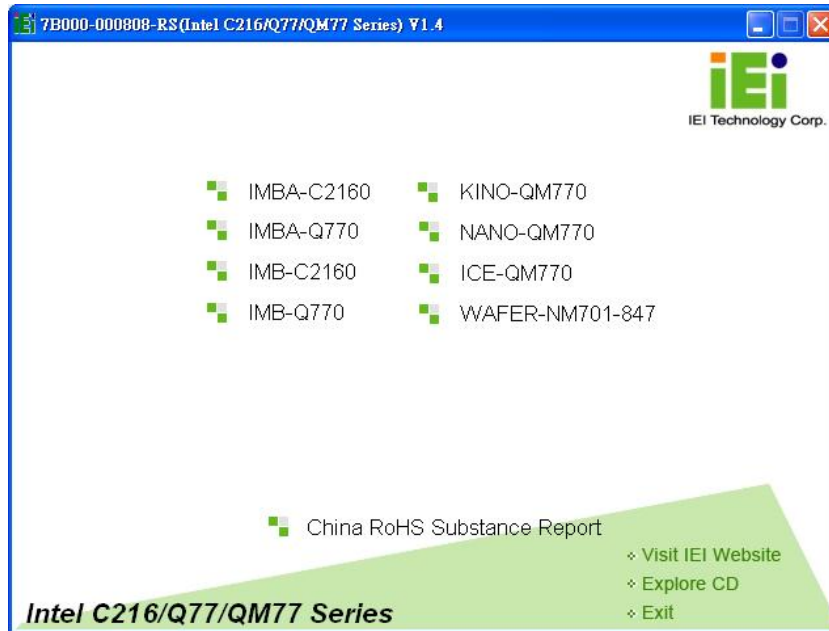 7B000-000808-RS(Intel C216/Q77/QM77 Series) V1.4
iEi
IEI Technology Corp.
IMBA-C2160
IMBA-Q770
IMB-C2160
IMB-Q770
KINO-QM770
NANO-QM770
ICE-QM770
WAFER-NM701-847
China RoHS Substance Report
Visit IEI Website
Explore CD
Exit
Intel C216/Q77/QM77 Series